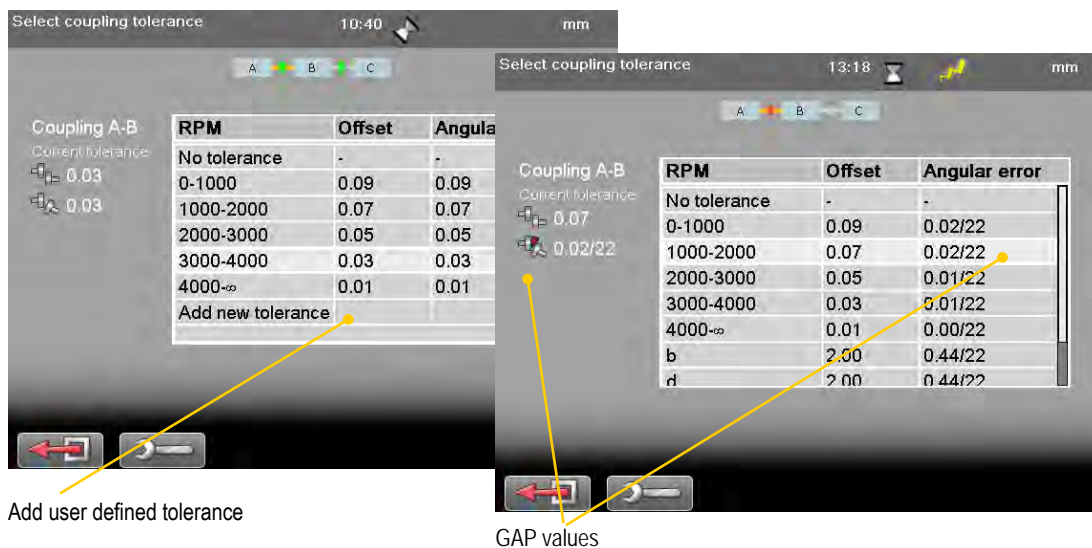 Select coupling tolerance 10:40 mm
A B C
Coupling A-B
Current tolerance
0.03
0.03
RPM Offset Angula
No tolerance - -
0-1000 0.09 0.09
1000-2000 0.07 0.07
2000-3000 0.05 0.05
3000-4000 0.03 0.03
4000-∞ 0.01 0.01
Add new tolerance
Add user defined tolerance
Select coupling tolerance 13:18 mm
A B C
Coupling A-B
Current tolerance
0.07
0.02/22
RPM Offset Angular error
No tolerance - -
0-1000 0.09 0.02/22
1000-2000 0.07 0.02/22
2000-3000 0.05 0.01/22
3000-4000 0.03 0.01/22
4000-∞ 0.01 0.00/22
b 2.00 0.44/22
d 2.00 0.44/22
GAP values